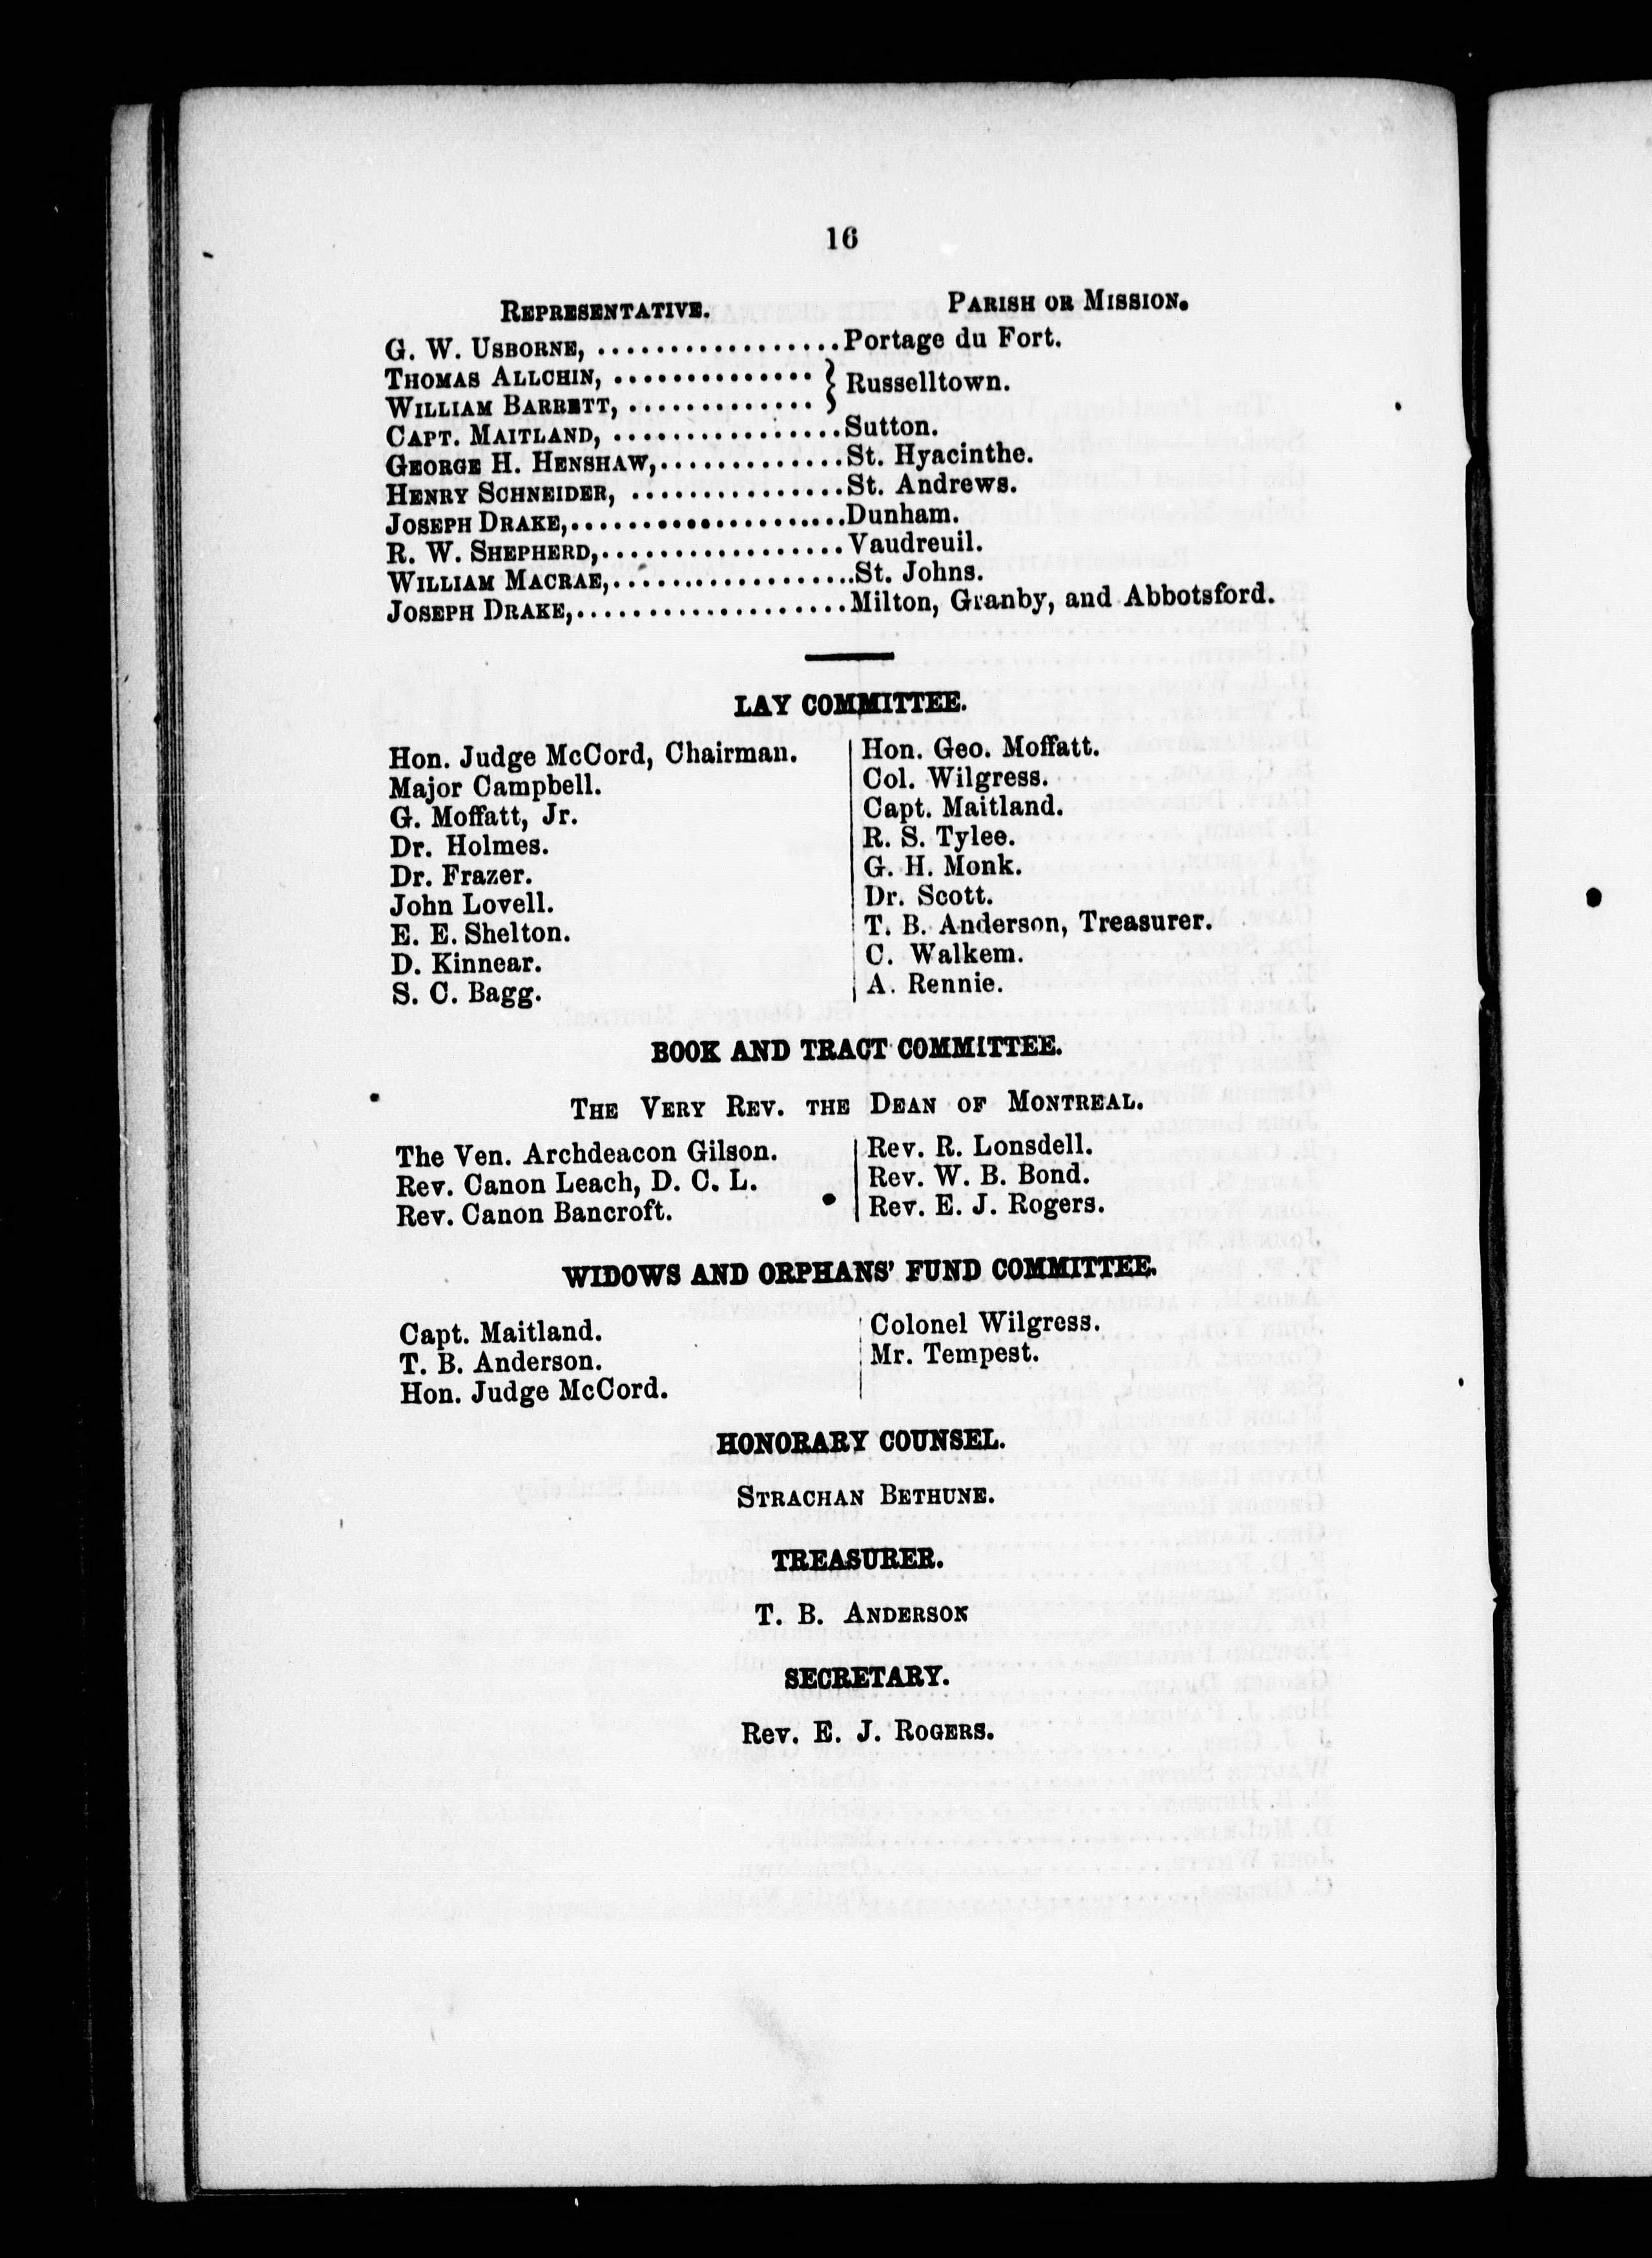 16
REPRESENTATIVE. PARISH OR MISSION.
G. W. USBORNE, .................Portage du Fort.
THOMAS ALLCHIN, ..............
} Russelltown.
WILLIAM BARRETT, .............
CAPT. MAITLAND, ................Sutton.
GEORGE H. HENSHAW,.............St. Hyacinthe.
HENRY SCHNEIDER, ...............St. Andrews.
JOSEPH DRAKE,...................Dunham.
R. W. SHEPHERD,.................Vaudreuil.
WILLIAM MACRAE,.................St. Johns.
JOSEPH DRAKE,...................Milton, Granby, and Abbotsford.
LAY COMMITTEE.
Hon. Judge McCord, Chairman.
Major Campbell.
G. Moffatt, Jr.
Dr. Holmes.
Dr. Frazer.
John Lovell.
E. E. Shelton.
D. Kinnear.
S. C. Bagg.
Hon. Geo. Moffatt.
Col. Wilgress.
Capt. Maitland.
R. S. Tylee.
G. H. Monk.
Dr. Scott.
T. B. Anderson, Treasurer.
C. Walkem.
A. Rennie.
BOOK AND TRACT COMMITTEE.
THE VERY REV. THE DEAN OF MONTREAL.
The Ven. Archdeacon Gilson.
Rev. Canon Leach, D. C. L.
Rev. Canon Bancroft.
Rev. R. Lonsdell.
Rev. W. B. Bond.
Rev. E. J. Rogers.
WIDOWS AND ORPHANS' FUND COMMITTEE.
Capt. Maitland.
T. B. Anderson.
Hon. Judge McCord.
Colonel Wilgress.
Mr. Tempest.
HONORARY COUNSEL.
STRACHAN BETHUNE.
TREASURER.
T. B. ANDERSON
SECRETARY.
REV. E. J. ROGERS.